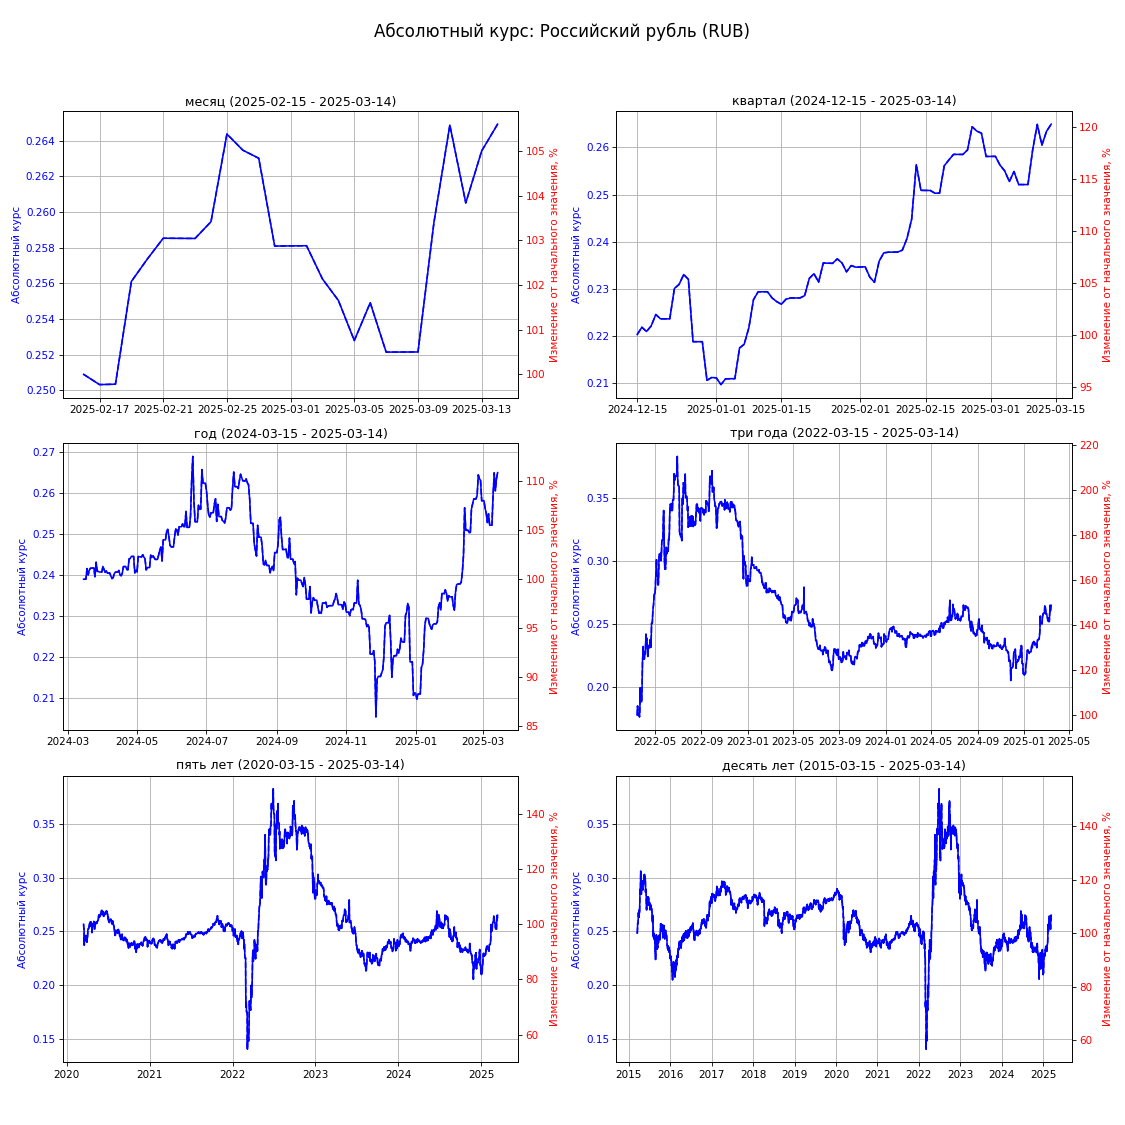 Абсолютный курс: Российский рубль (RUB)
месяц (2025-02-15 - 2025-03-14)
Абсолютный курс
0.264
0.262
0.260
0.258
0.256
0.254
0.252
0.250
105
104
103
102
101
100
Изменение от начального значения, %
2025-02-17 2025-02-21 2025-02-25 2025-03-01 2025-03-05 2025-03-09 2025-03-13
квартал (2024-12-15 - 2025-03-14)
Абсолютный курс
0.26
0.25
0.24
0.23
0.22
0.21
120
115
110
105
100
95
Изменение от начального значения, %
2024-12-15 2025-01-01 2025-01-15 2025-02-01 2025-02-15 2025-03-01 2025-03-15
год (2024-03-15 - 2025-03-14)
Абсолютный курс
0.27
0.26
0.25
0.24
0.23
0.22
0.21
110
105
100
95
90
85
Изменение от начального значения, %
2024-03 2024-05 2024-07 2024-09 2024-11 2025-01 2025-03
три года (2022-03-15 - 2025-03-14)
Абсолютный курс
0.35
0.30
0.25
0.20
220
200
180
160
140
120
100
Изменение от начального значения, %
2022-05 2022-09 2023-01 2023-05 2023-09 2024-01 2024-05 2024-09 2025-01 2025-05
пять лет (2020-03-15 - 2025-03-14)
Абсолютный курс
0.35
0.30
0.25
0.20
0.15
140
120
100
80
60
Изменение от начального значения, %
2020 2021 2022 2023 2024 2025
десять лет (2015-03-15 - 2025-03-14)
Абсолютный курс
0.35
0.30
0.25
0.20
0.15
140
120
100
80
60
Изменение от начального значения, %
2015 2016 2017 2018 2019 2020 2021 2022 2023 2024 2025